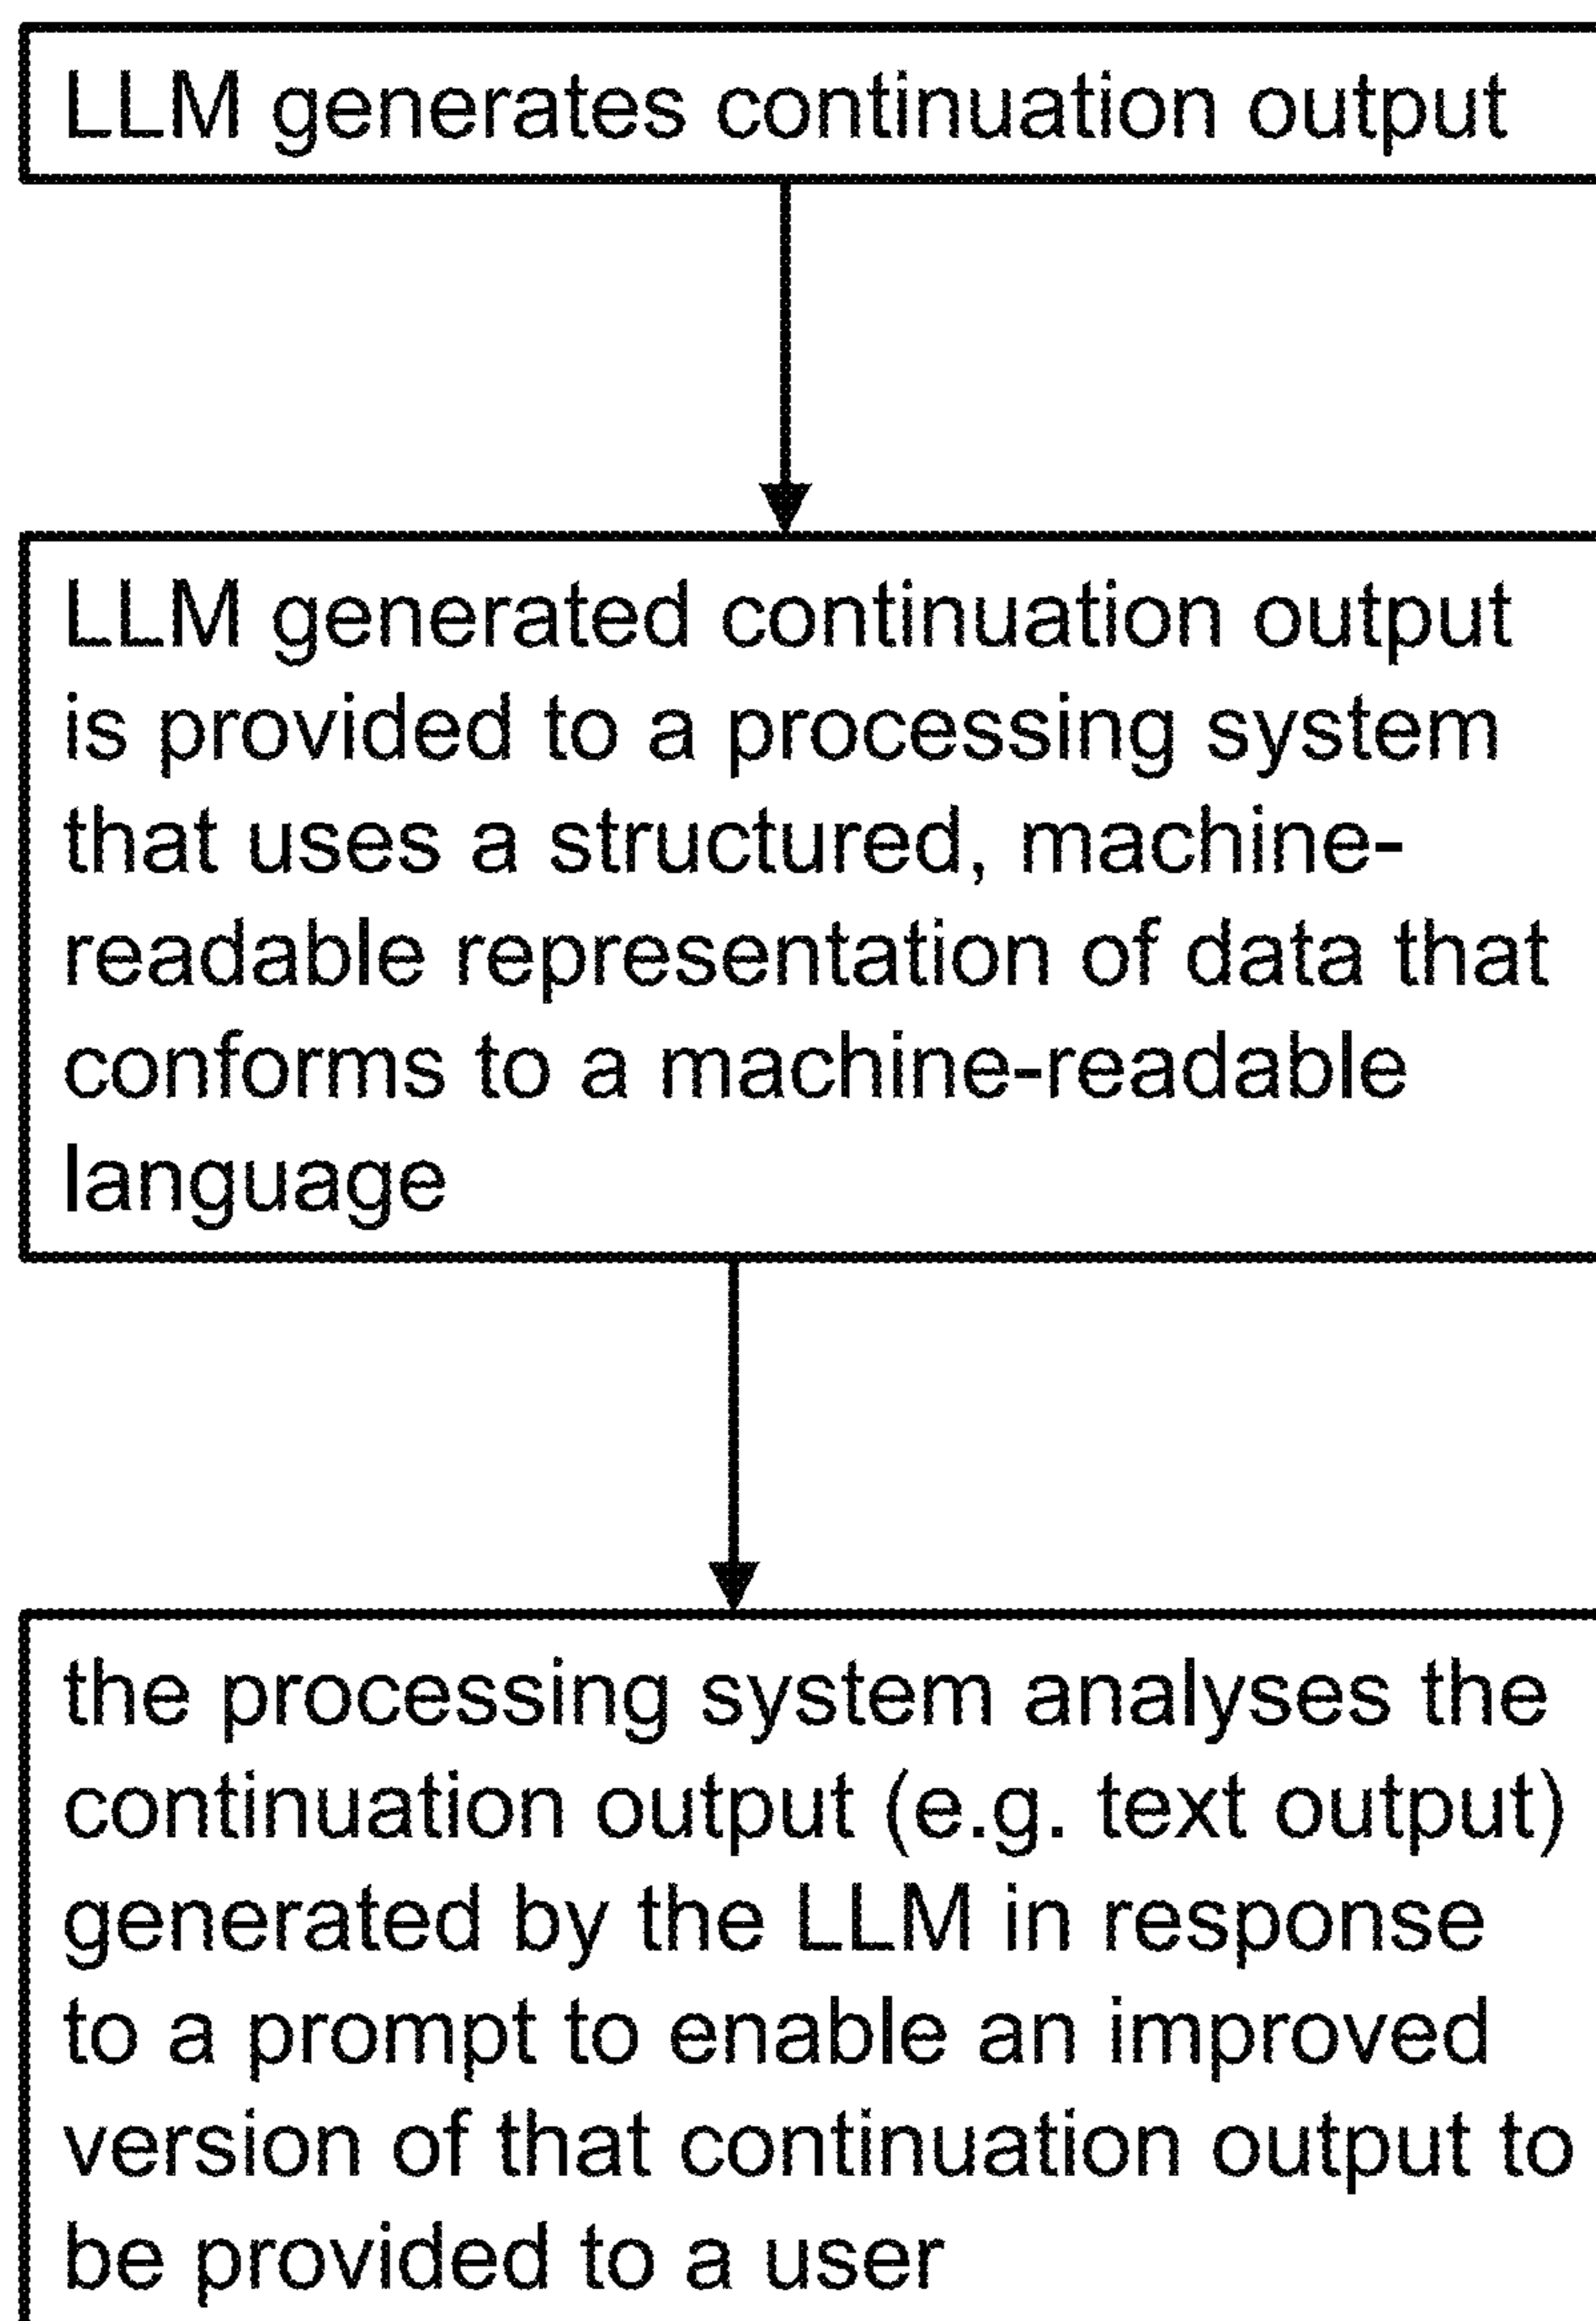 LLM generates continuation output
LLM generated continuation output
is provided to a processing system
that uses a structured, machine-
readable representation of data that
conforms to a machine-readable
language
the processing system analyses the
continuation output (e.g. text output)
generated by the LLM in response
to a prompt to enable an improved
version of that continuation output to
be provided to a user